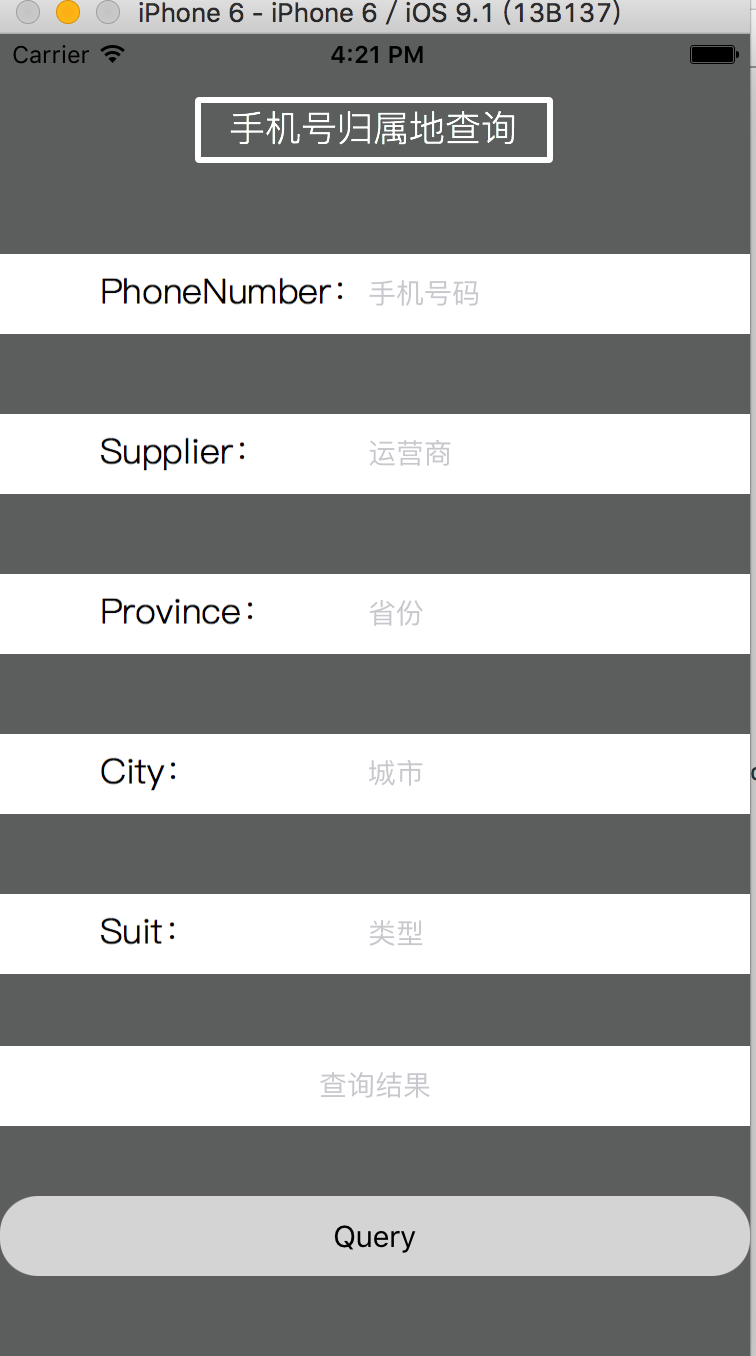 iPhone 6 - iPhone 6 / iOS 9.1 (13B137)
Carrier 4:21 PM
手机号归属地查询
PhoneNumber： 手机号码
Supplier： 运营商
Province： 省份
City： 城市
Suit： 类型
查询结果
Query